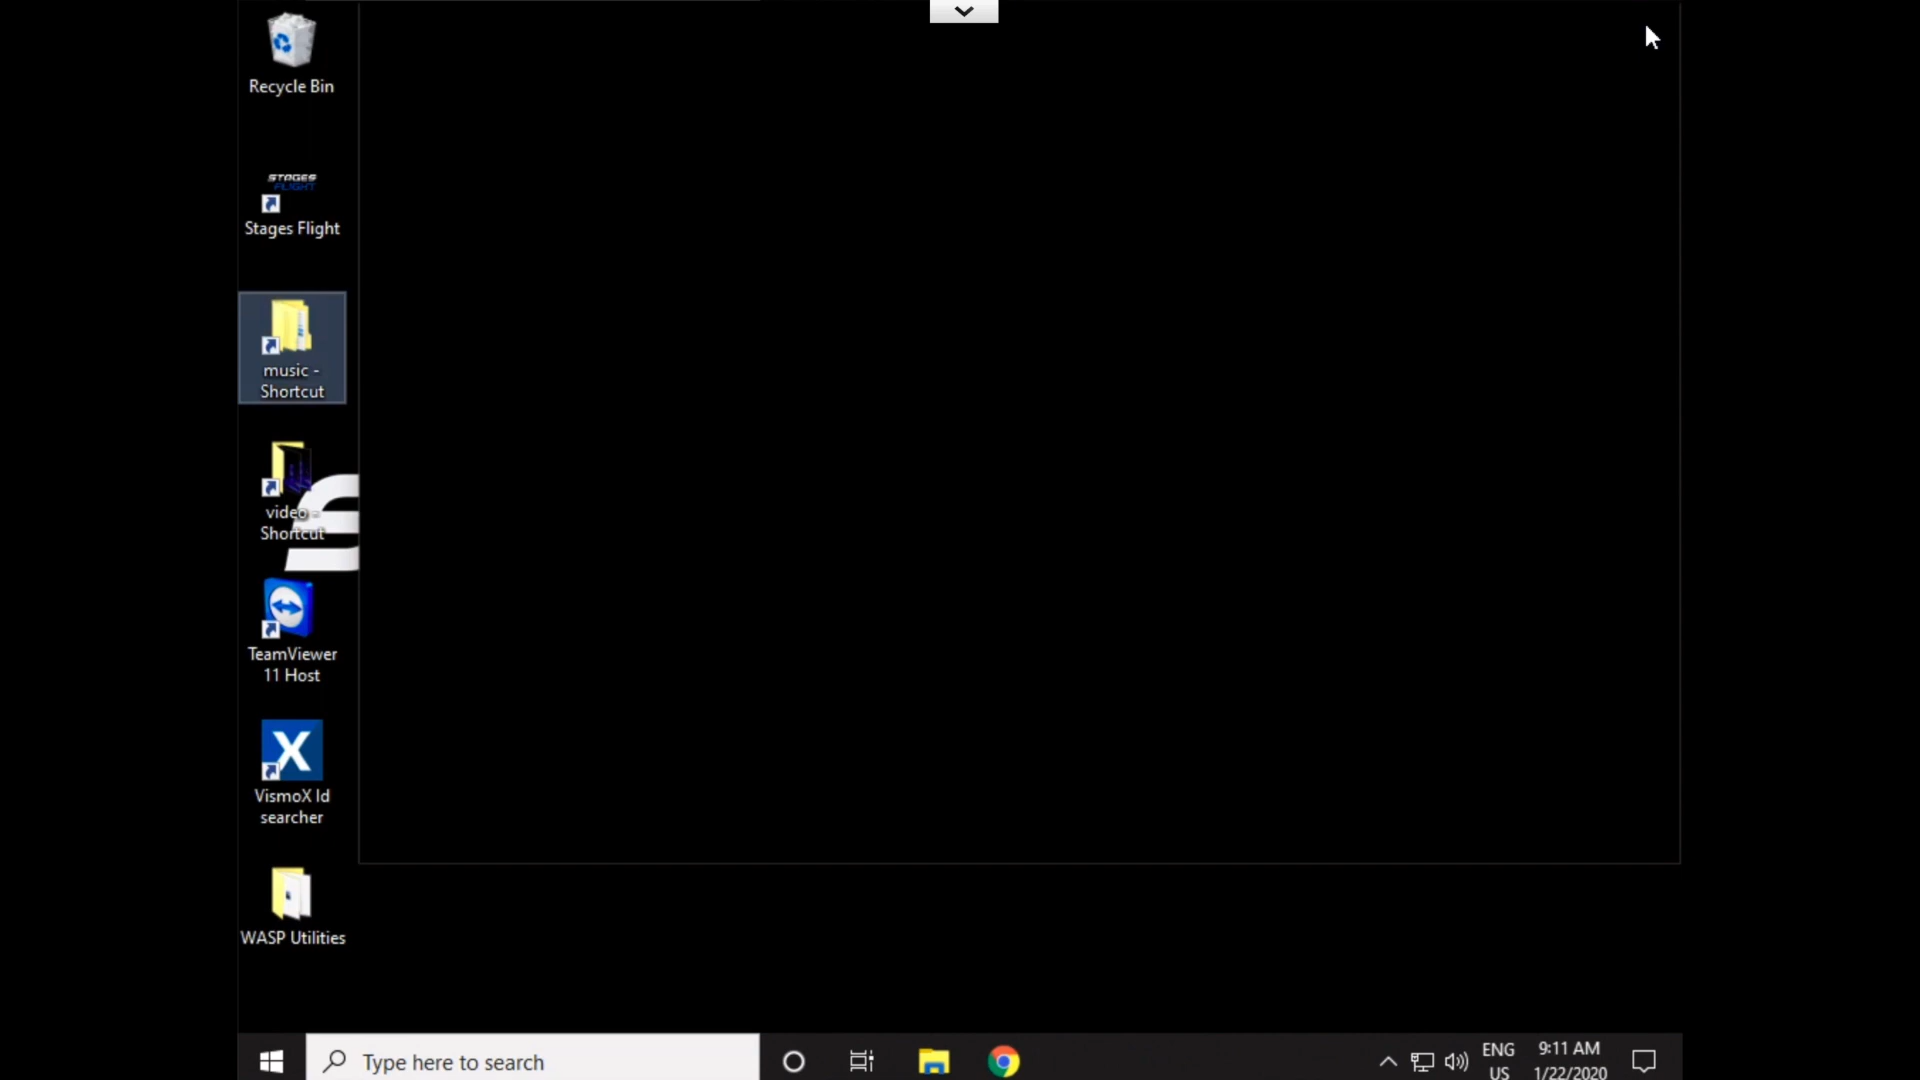 Recycle Bin
STAGES
FLIGHT
Stages Flight
music -
Shortcut
video -
Shortcut
TeamViewer
11 Host
X
VismoX Id
searcher
WASP Utilities
Type here to search
ENG
US
9:11 AM
1/22/2020